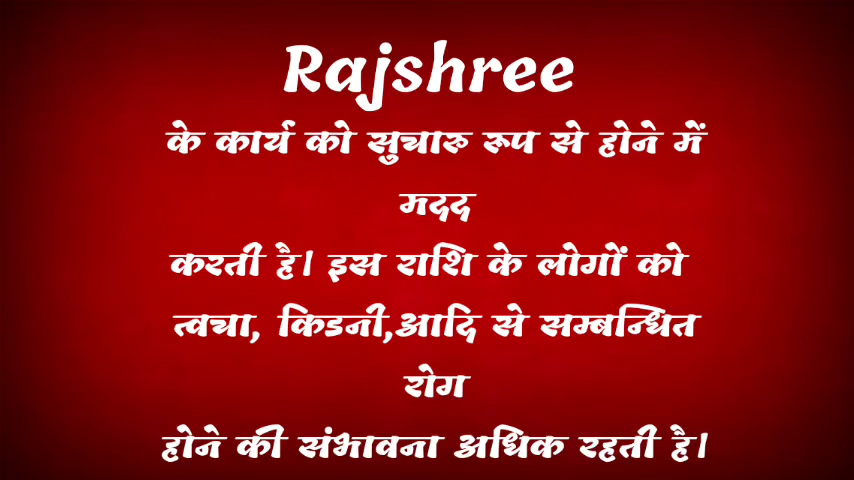 Rajshree
के कार्य को सुचारु रूप से होने में
मदद
करती है। इस राशि के लोगों को
त्वचा, किडनी,आदि से सम्बन्धित
रोग
होने की संभावना अधिक रहती है।